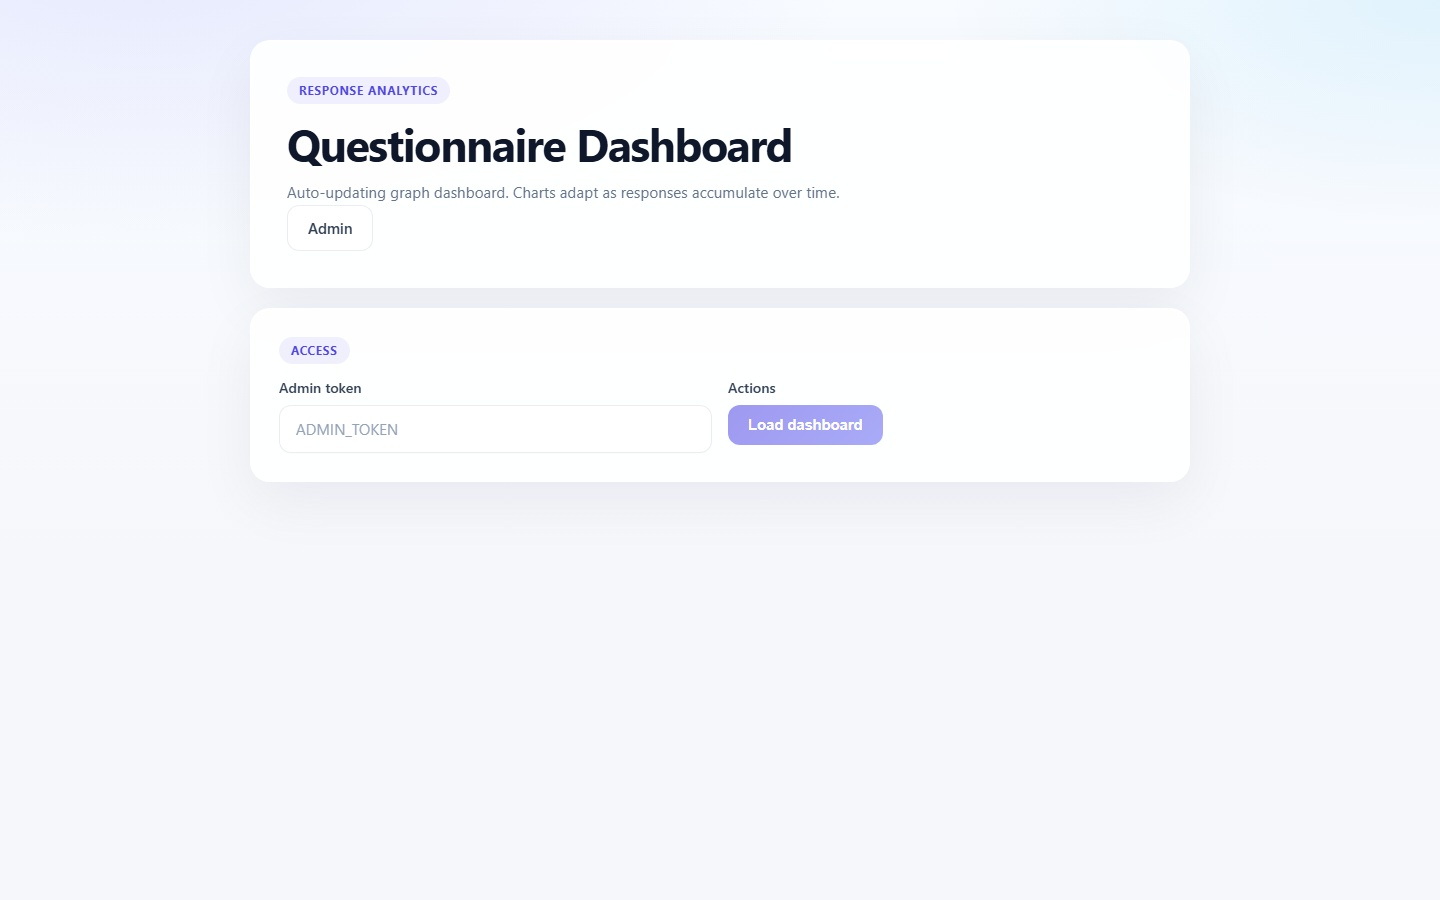 RESPONSE ANALYTICS
Questionnaire Dashboard
Auto-updating graph dashboard. Charts adapt as responses accumulate over time.
Admin
ACCESS
Admin token
ADMIN_TOKEN
Actions
Load dashboard